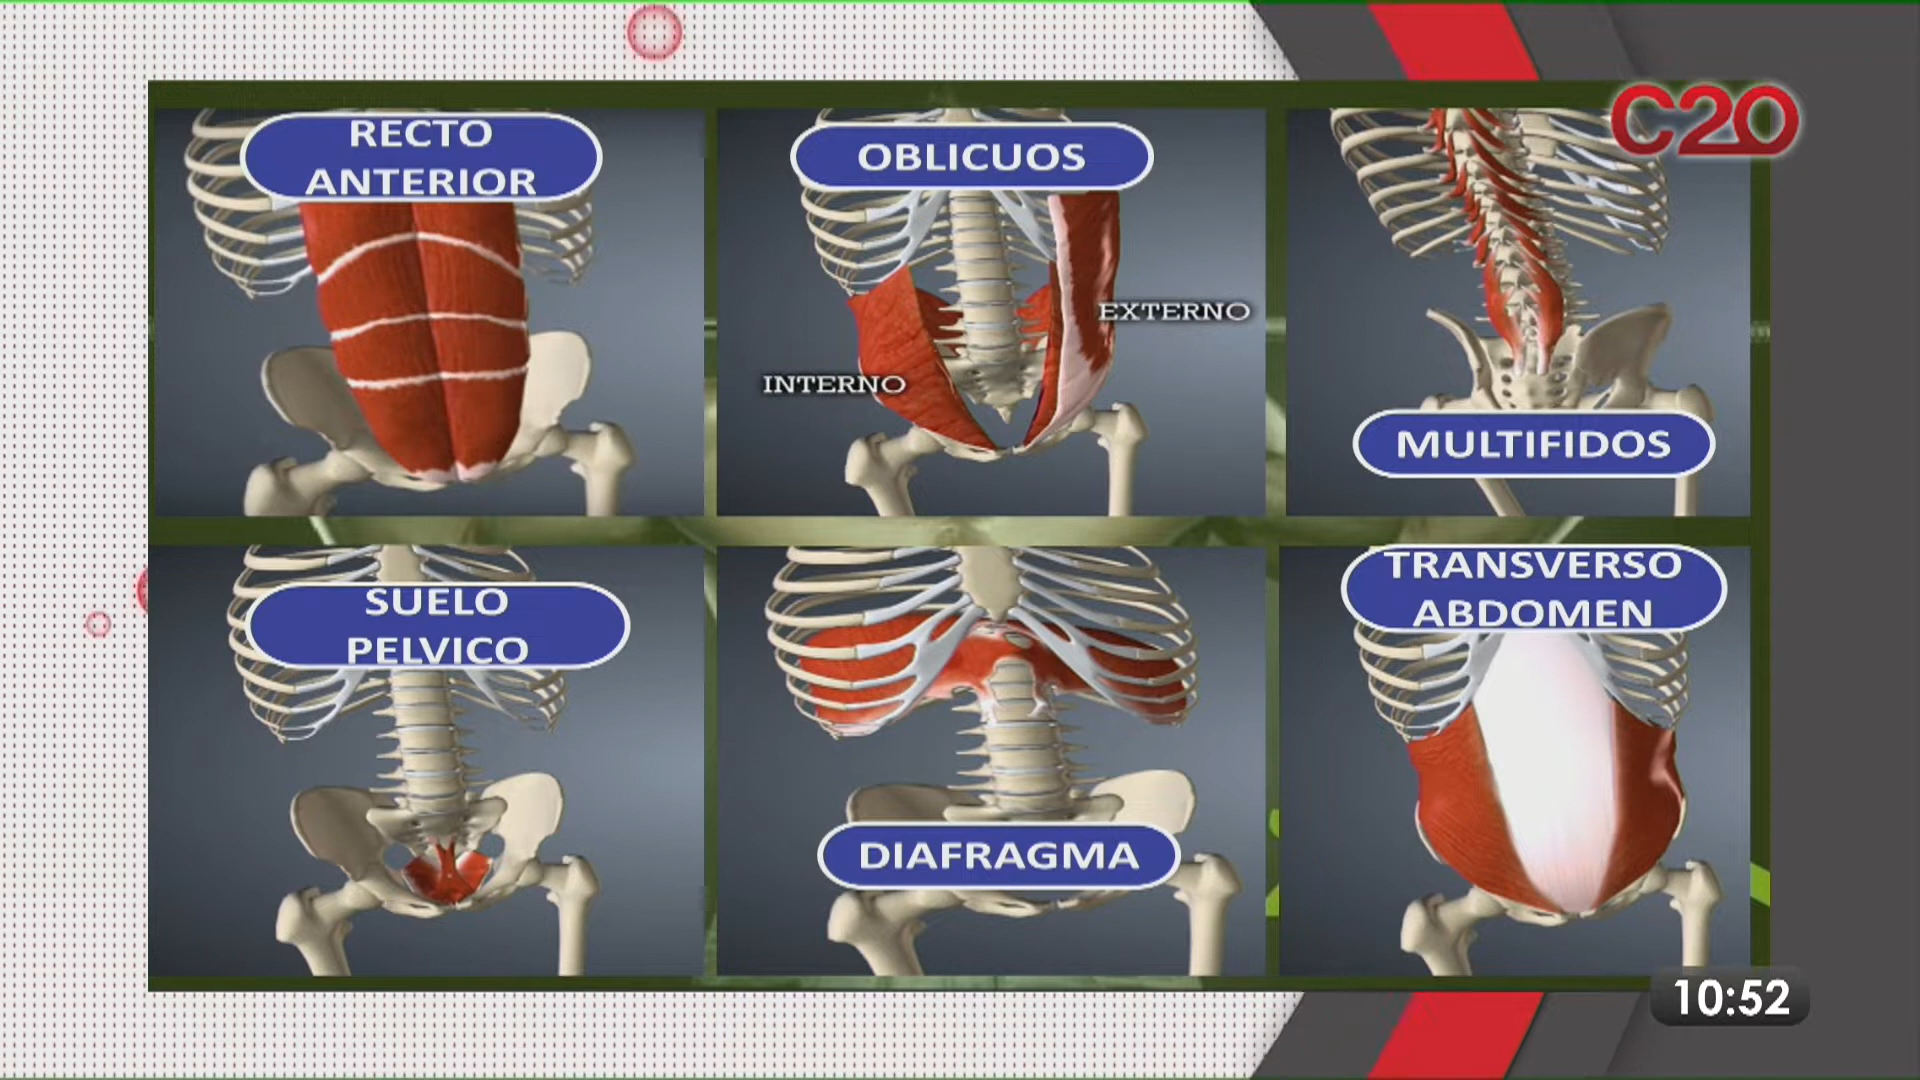 RECTO
ANTERIOR
OBLICUOS
EXTERNO
INTERNO
C20
MULTIFIDOS
SUELO
PELVICO
DIAFRAGMA
TRANSVERSO
ABDOMEN
10:52